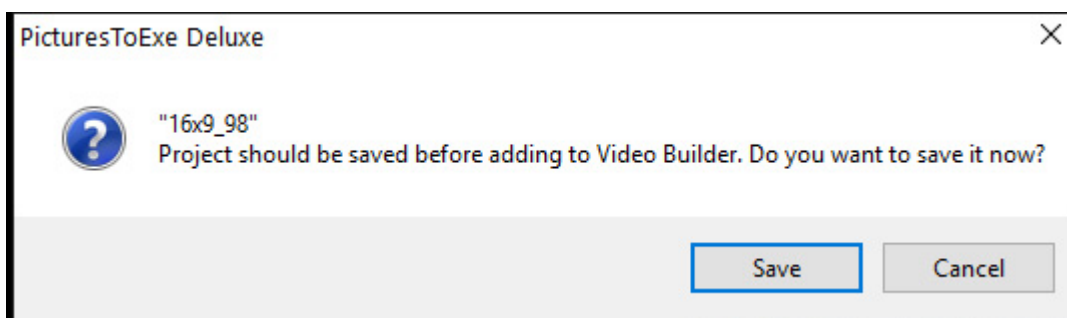 PicturesToExe Deluxe
"16x9_98"
Project should be saved before adding to Video Builder. Do you want to save it now?
Save Cancel